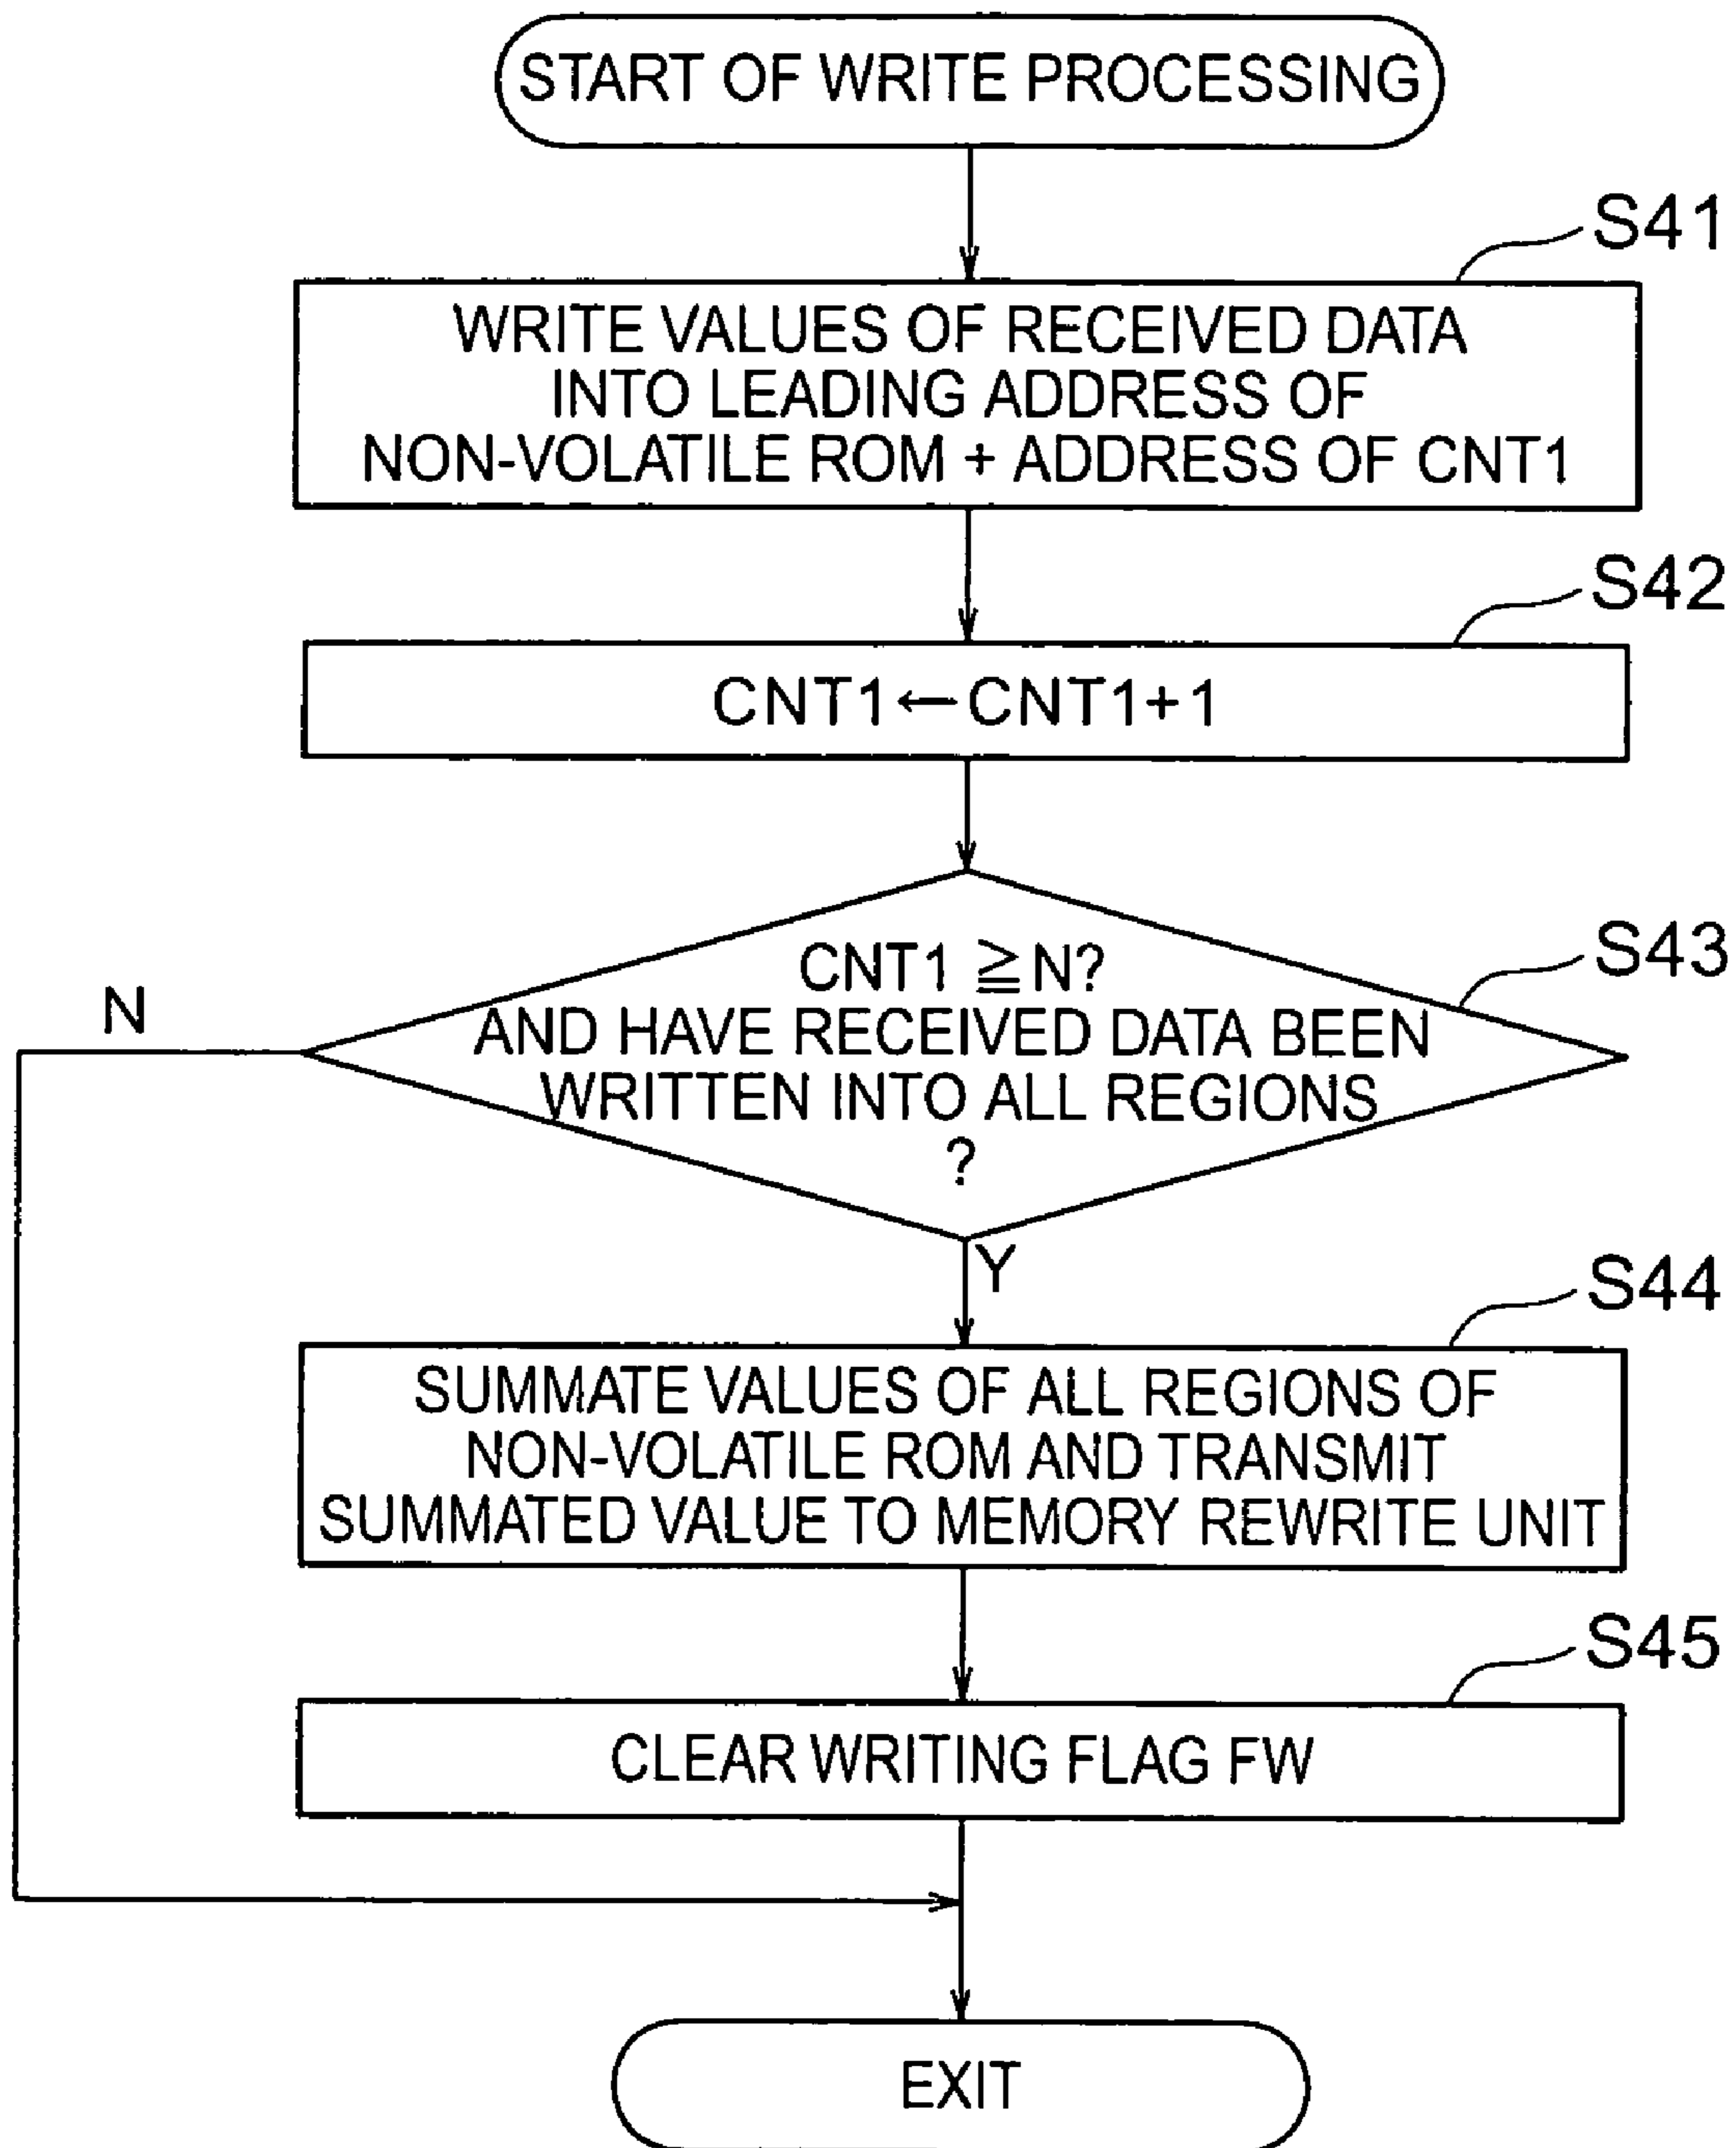 START OF WRITE PROCESSING
S41
WRITE VALUES OF RECEIVED DATA
INTO LEADING ADDRESS OF
NON-VOLATILE ROM + ADDRESS OF CNT1
S42
CNT1←CNT1+1
S43
CNT1 ≧N?
AND HAVE RECEIVED DATA BEEN
WRITTEN INTO ALL REGIONS
?
N
Y
S44
SUMMATE VALUES OF ALL REGIONS OF
NON-VOLATILE ROM AND TRANSMIT
SUMMATED VALUE TO MEMORY REWRITE UNIT
S45
CLEAR WRITING FLAG FW
EXIT